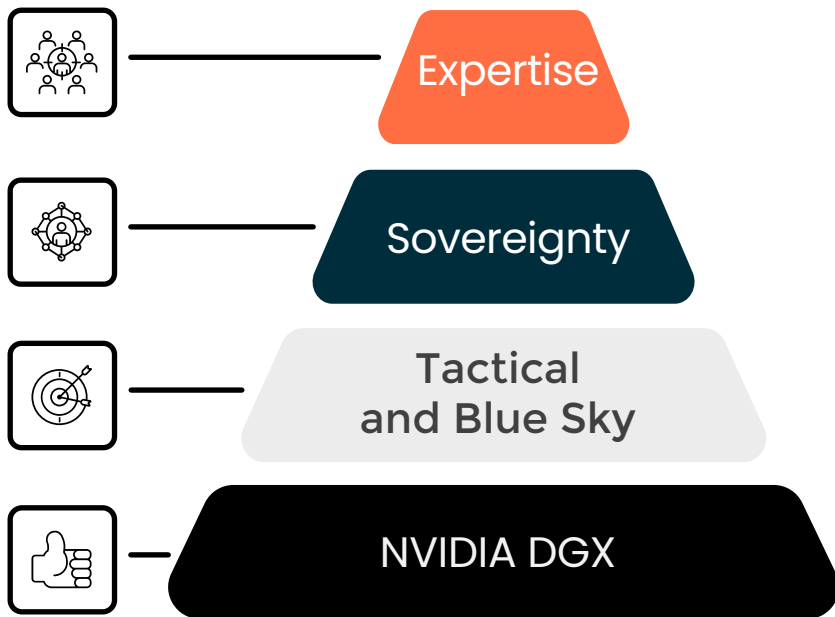 Expertise
Sovereignty
Tactical
and Blue Sky
NVIDIA DGX